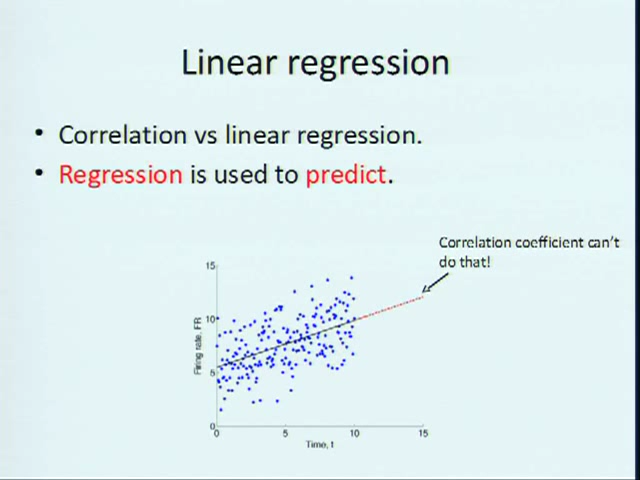 Linear regression
• Correlation vs linear regression.
• Regression is used to predict.
Correlation coefficient can't
do that!
15
10
5
0
Firing rate, FR
0 5 10 15
Time, t